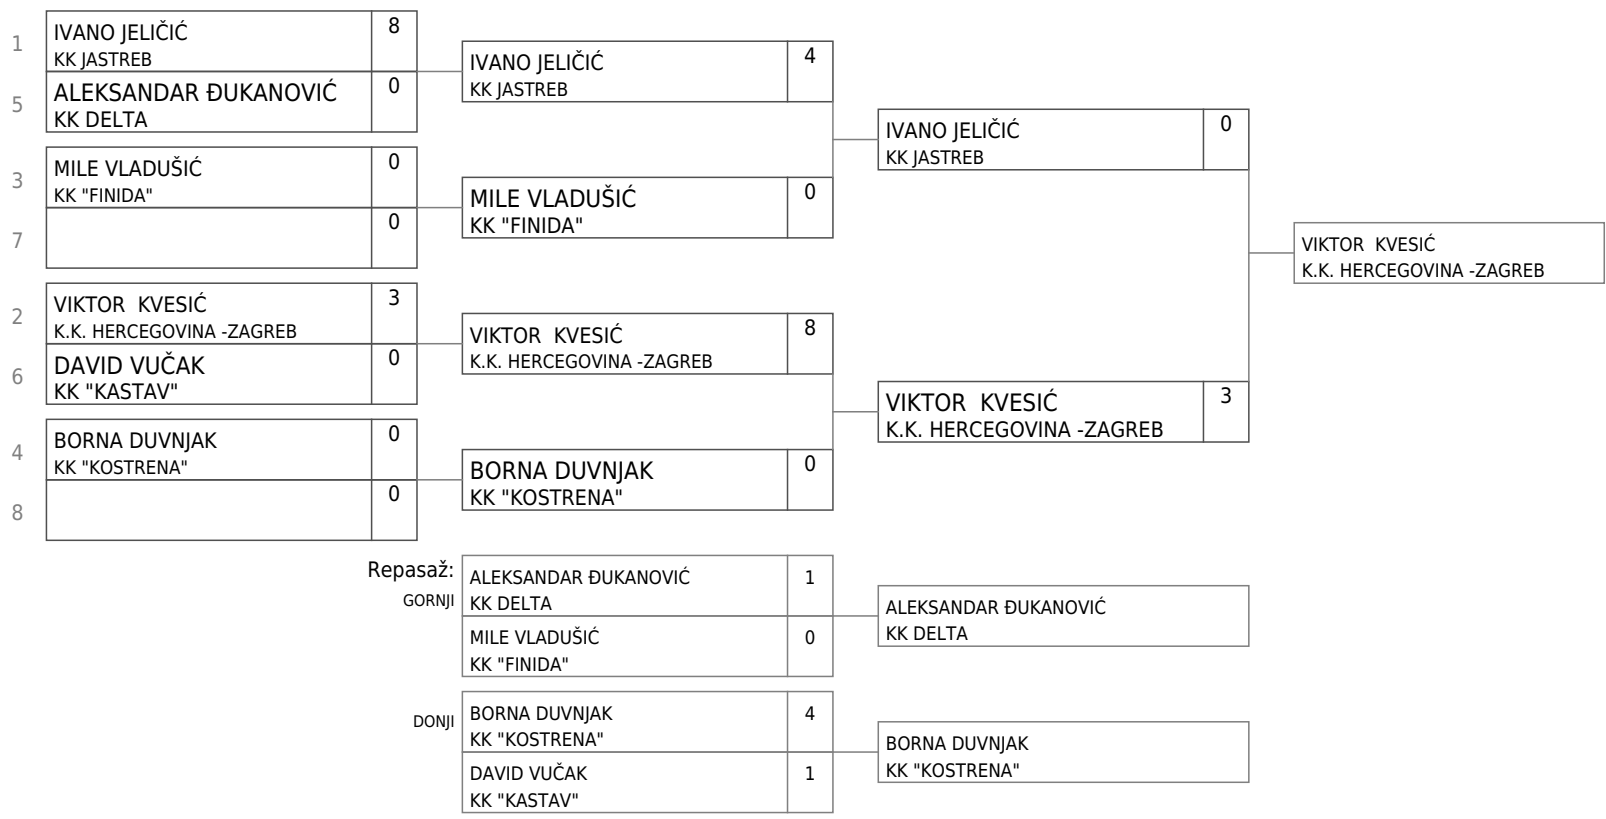 1
IVANO JELIČIĆ
KK JASTREB
8
5
ALEKSANDAR ĐUKANOVIĆ
KK DELTA
0
3
MILE VLADUŠIĆ
KK "FINIDA"
0
7
0
2
VIKTOR  KVESIĆ
K.K. HERCEGOVINA -ZAGREB
3
6
DAVID VUČAK
KK "KASTAV"
0
4
BORNA DUVNJAK
KK "KOSTRENA"
0
8
0
IVANO JELIČIĆ
KK JASTREB
4
MILE VLADUŠIĆ
KK "FINIDA"
0
VIKTOR  KVESIĆ
K.K. HERCEGOVINA -ZAGREB
8
BORNA DUVNJAK
KK "KOSTRENA"
0
IVANO JELIČIĆ
KK JASTREB
0
VIKTOR  KVESIĆ
K.K. HERCEGOVINA -ZAGREB
3
VIKTOR  KVESIĆ
K.K. HERCEGOVINA -ZAGREB
Repasaž:
GORNJI
ALEKSANDAR ĐUKANOVIĆ
KK DELTA
1
MILE VLADUŠIĆ
KK "FINIDA"
0
ALEKSANDAR ĐUKANOVIĆ
KK DELTA
DONJI
BORNA DUVNJAK
KK "KOSTRENA"
4
DAVID VUČAK
KK "KASTAV"
1
BORNA DUVNJAK
KK "KOSTRENA"